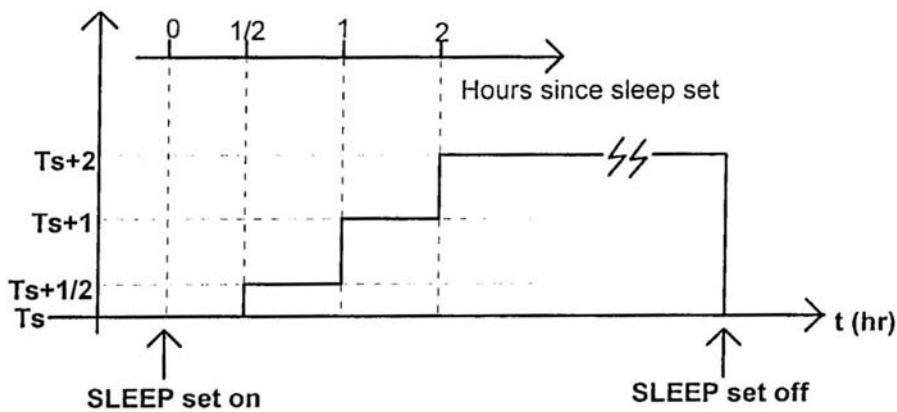 0 1/2 1 2
Hours since sleep set
Ts+2
Ts+1
Ts+1/2
Ts
t (hr)
SLEEP set on
SLEEP set off